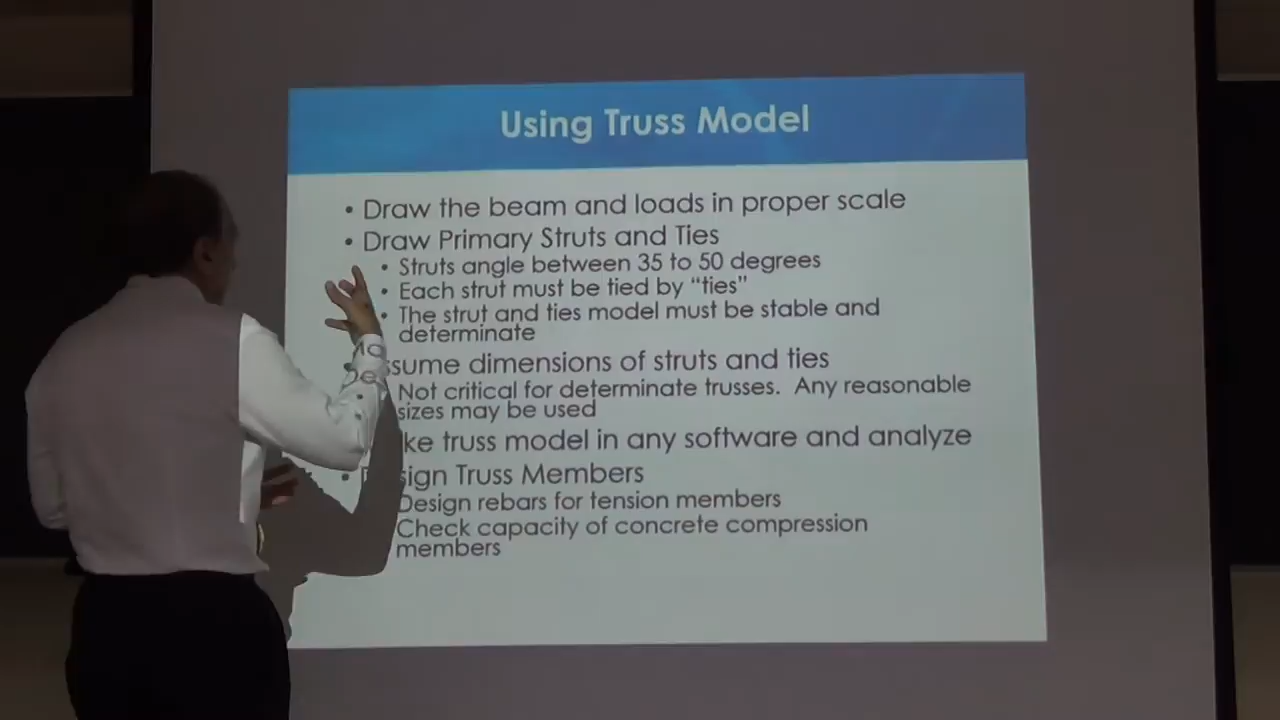 Using Truss Model
• Draw the beam and loads in proper scale
• Draw Primary Struts and Ties
• Struts angle between 35 to 50 degrees
• Each strut must be tied by “ties”
• The strut and ties model must be stable and
determinate
ssume dimensions of struts and ties
Not critical for determinate trusses. Any reasonable
sizes may be used
ke truss model in any software and analyze
• sign Truss Members
Design rebars for tension members
Check capacity of concrete compression
members